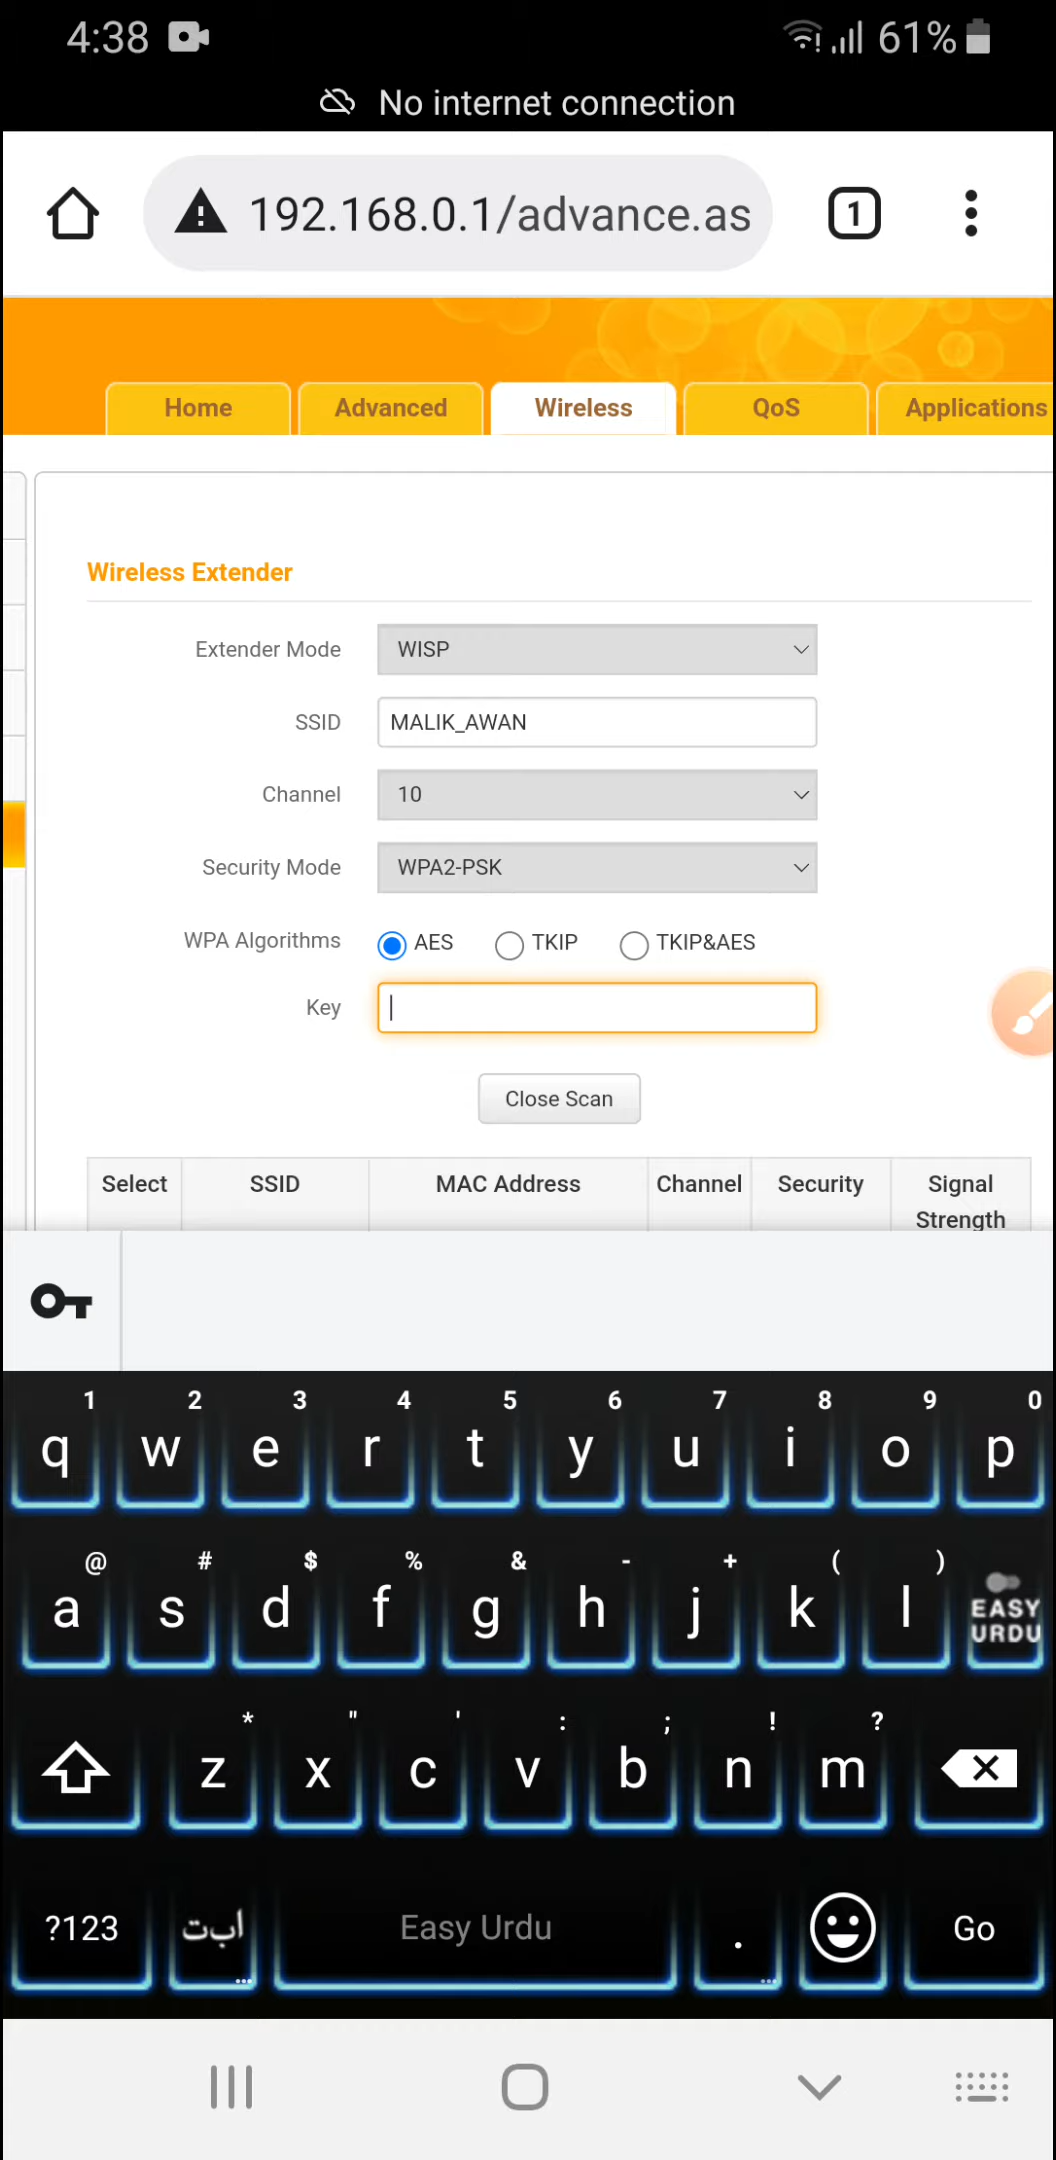 4:38 61%
No internet connection
192.168.0.1/advance.as 1
Home Advanced Wireless QoS Applications
Wireless Extender
Extender Mode WISP
SSID MALIK_AWAN
Channel 10
Security Mode WPA2-PSK
WPA Algorithms AES TKIP TKIP&AES
Key
Close Scan
Select SSID MAC Address Channel Security Signal
Strength
1 2 3 4 5 6 7 8 9 0
q w e r t y u i o p
@ # $ % & - + ( )
a s d f g h j k l EASY
URDU
* " ' : ; ! ?
z x c v b n m
?123 ابت Easy Urdu . Go